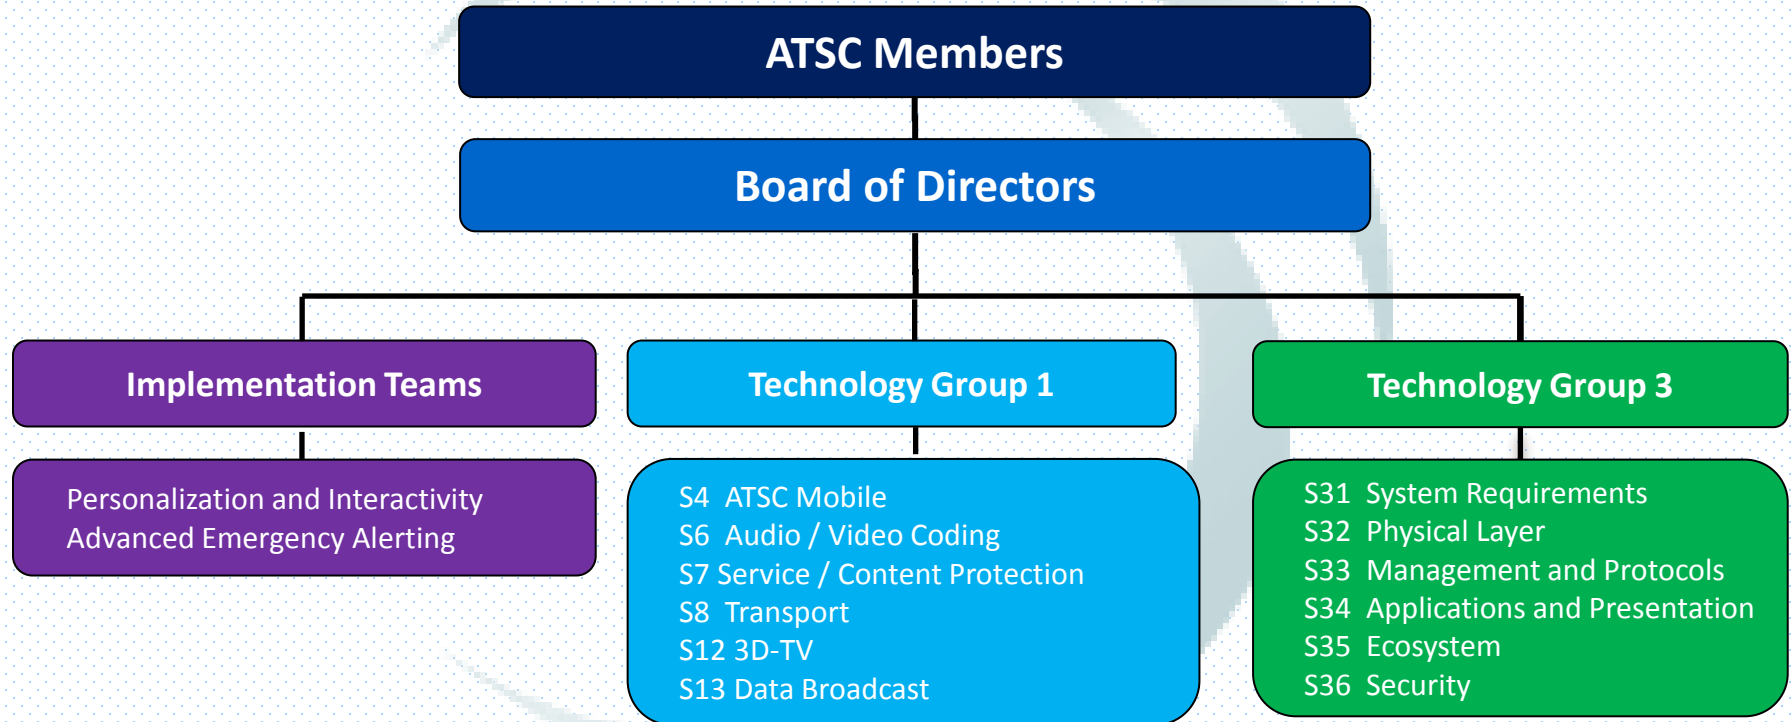 ATSC Members
Board of Directors
Implementation Teams
Personalization and Interactivity
Advanced Emergency Alerting
Technology Group 1
S4 ATSC Mobile
S6 Audio / Video Coding
S7 Service / Content Protection
S8 Transport
S12 3D-TV
S13 Data Broadcast
Technology Group 3
S31 System Requirements
S32 Physical Layer
S33 Management and Protocols
S34 Applications and Presentation
S35 Ecosystem
S36 Security